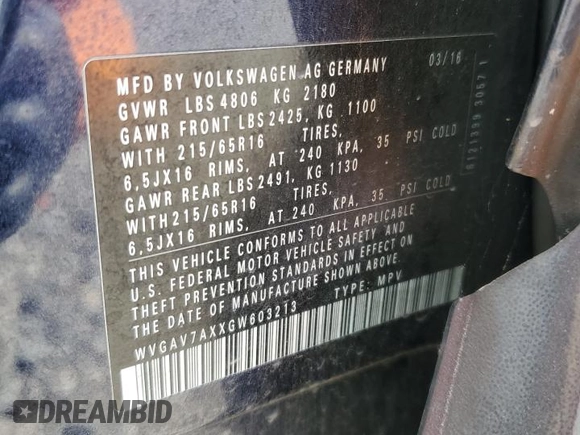 MFD BY VOLKSWAGEN AG GERMANY 03/16
GVWR LBS 4806 KG 2180
GAWR FRONT LBS 2425, KG 1100
WITH 215/65R16 TIRES,
6,5JX16 RIMS, AT 240 KPA, 35 PSI COLD
GAWR REAR LBS 2491, KG 1130
WITH 215/65R16 TIRES,
6,5JX16 RIMS, AT 240 KPA, 35 PSI COLD
THIS VEHICLE CONFORMS TO ALL APPLICABLE
U.S. FEDERAL MOTOR VEHICLE SAFETY AND
THEFT PREVENTION STANDARDS IN EFFECT ON
THE DATE OF MANUFACTURE SHOWN ABOVE.
WVGAV7AXXGW603213 TYPE: MPV
DREAMBID